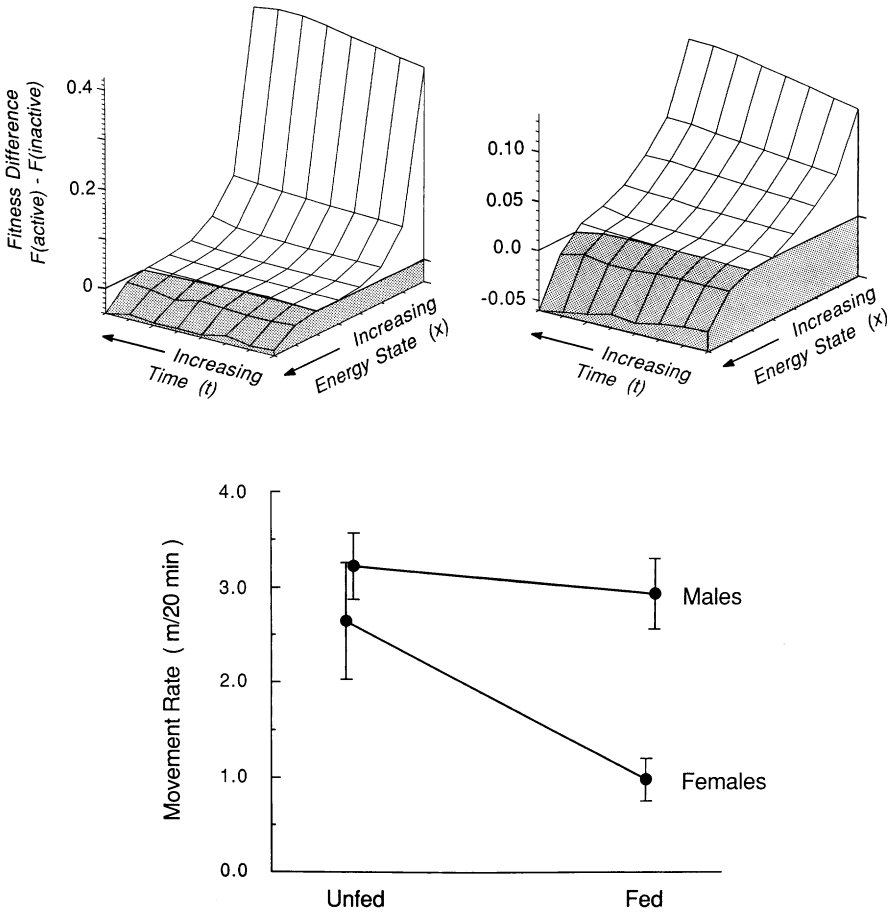 Fitness Difference
F(active) - F(inactive)
0.4
0.2
0
Increasing
Time (t)
Increasing
Energy State (x)
0.10
0.05
0.0
-0.05
Increasing
Time (t)
Increasing
Energy State (x)
Movement Rate ( m/20 min )
4.0
3.0
2.0
1.0
0.0
Males
Females
Unfed
Fed